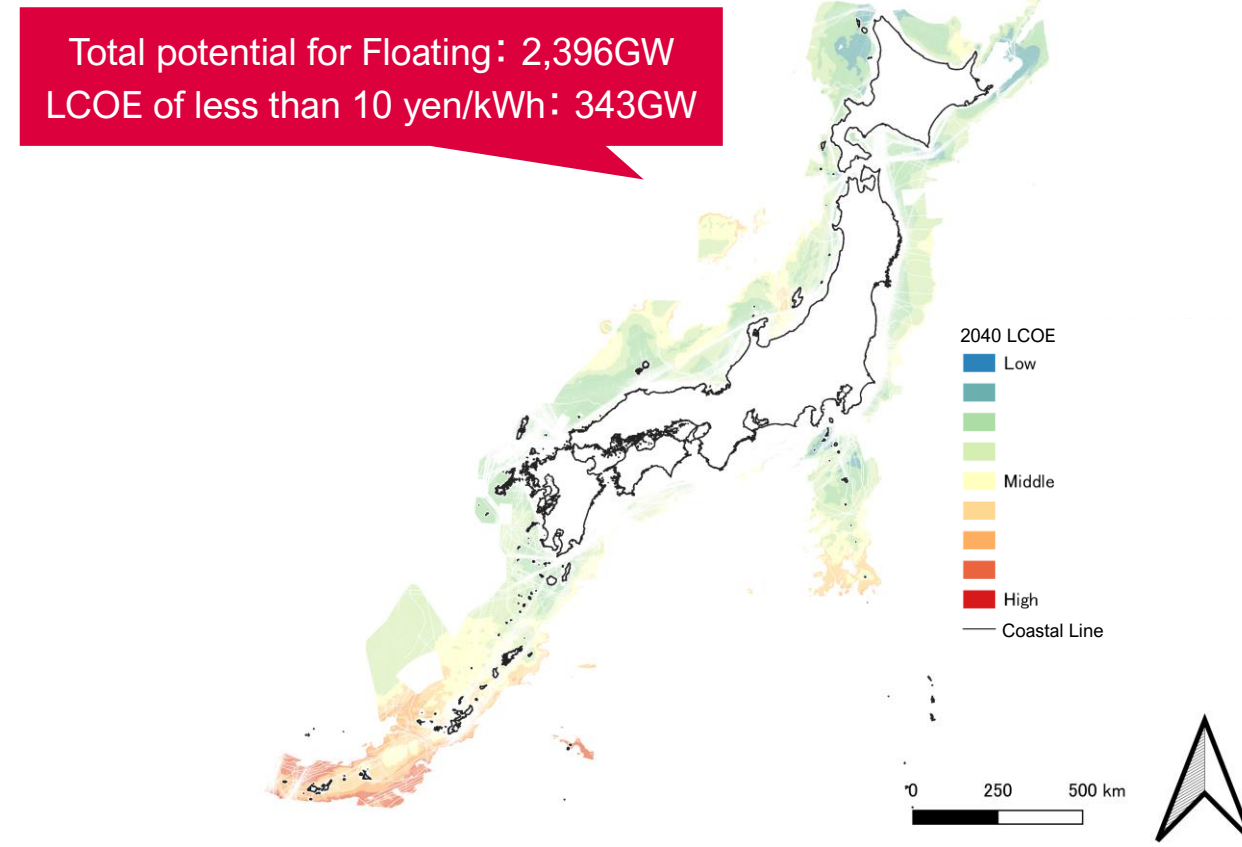 Total potential for Floating：2,396GW
LCOE of less than 10 yen/kWh：343GW
2040 LCOE
Low
Middle
High
Coastal Line
0 250 500 km